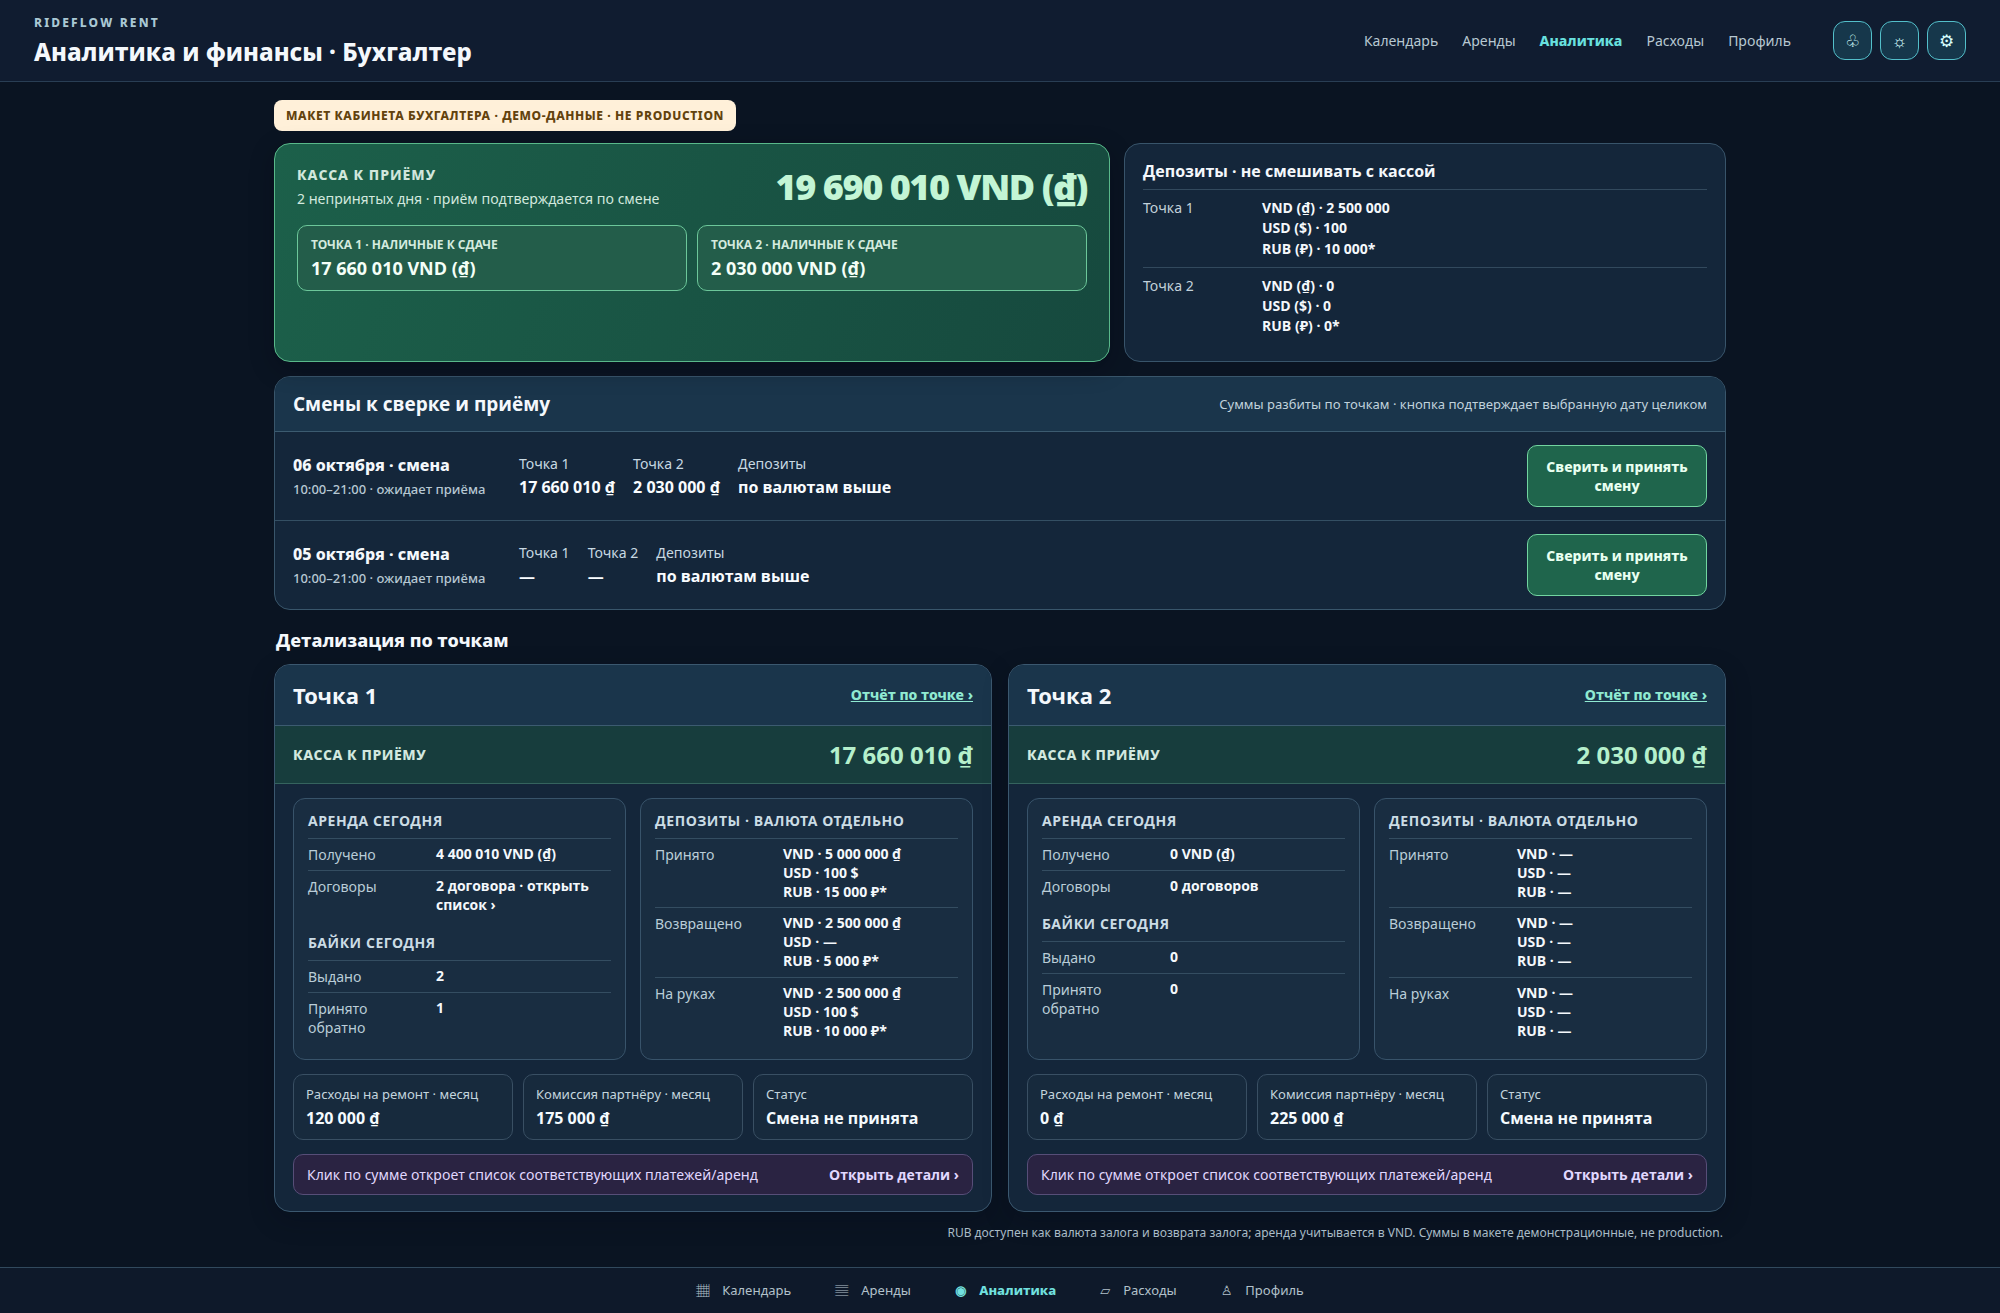 RIDEFLOW RENT
Аналитика и финансы · Бухгалтер
Календарь Аренды Аналитика Расходы Профиль
МАКЕТ КАБИНЕТА БУХГАЛТЕРА · ДЕМО-ДАННЫЕ · НЕ PRODUCTION
КАССА К ПРИЁМУ
2 непринятых дня · приём подтверждается по смене
19 690 010 VND (₫)
ТОЧКА 1 · НАЛИЧНЫЕ К СДАЧЕ
17 660 010 VND (₫)
ТОЧКА 2 · НАЛИЧНЫЕ К СДАЧЕ
2 030 000 VND (₫)
Депозиты · не смешивать с кассой
Точка 1
VND (₫) · 2 500 000
USD ($) · 100
RUB (₽) · 10 000*
Точка 2
VND (₫) · 0
USD ($) · 0
RUB (₽) · 0*
Смены к сверке и приёму
Суммы разбиты по точкам · кнопка подтверждает выбранную дату целиком
06 октября · смена
10:00–21:00 · ожидает приёма
Точка 1
17 660 010 ₫
Точка 2
2 030 000 ₫
Депозиты
по валютам выше
Сверить и принять
смену
05 октября · смена
10:00–21:00 · ожидает приёма
Точка 1
—
Точка 2
—
Депозиты
по валютам выше
Сверить и принять
смену
Детализация по точкам
Точка 1
Отчёт по точке ›
КАССА К ПРИЁМУ
17 660 010 ₫
АРЕНДА СЕГОДНЯ
Получено
4 400 010 VND (₫)
Договоры
2 договора · открыть
список ›
БАЙКИ СЕГОДНЯ
Выдано
2
Принято
обратно
1
ДЕПОЗИТЫ · ВАЛЮТА ОТДЕЛЬНО
Принято
VND · 5 000 000 ₫
USD · 100 $
RUB · 15 000 ₽*
Возвращено
VND · 2 500 000 ₫
USD · —
RUB · 5 000 ₽*
На руках
VND · 2 500 000 ₫
USD · 100 $
RUB · 10 000 ₽*
Расходы на ремонт · месяц
120 000 ₫
Комиссия партнёру · месяц
175 000 ₫
Статус
Смена не принята
Клик по сумме откроет список соответствующих платежей/аренд
Открыть детали ›
Точка 2
Отчёт по точке ›
КАССА К ПРИЁМУ
2 030 000 ₫
АРЕНДА СЕГОДНЯ
Получено
0 VND (₫)
Договоры
0 договоров
БАЙКИ СЕГОДНЯ
Выдано
0
Принято
обратно
0
ДЕПОЗИТЫ · ВАЛЮТА ОТДЕЛЬНО
Принято
VND · —
USD · —
RUB · —
Возвращено
VND · —
USD · —
RUB · —
На руках
VND · —
USD · —
RUB · —
Расходы на ремонт · месяц
0 ₫
Комиссия партнёру · месяц
225 000 ₫
Статус
Смена не принята
Клик по сумме откроет список соответствующих платежей/аренд
Открыть детали ›
RUB доступен как валюта залога и возврата залога; аренда учитывается в VND. Суммы в макете демонстрационные, не production.
Календарь Аренды Аналитика Расходы Профиль